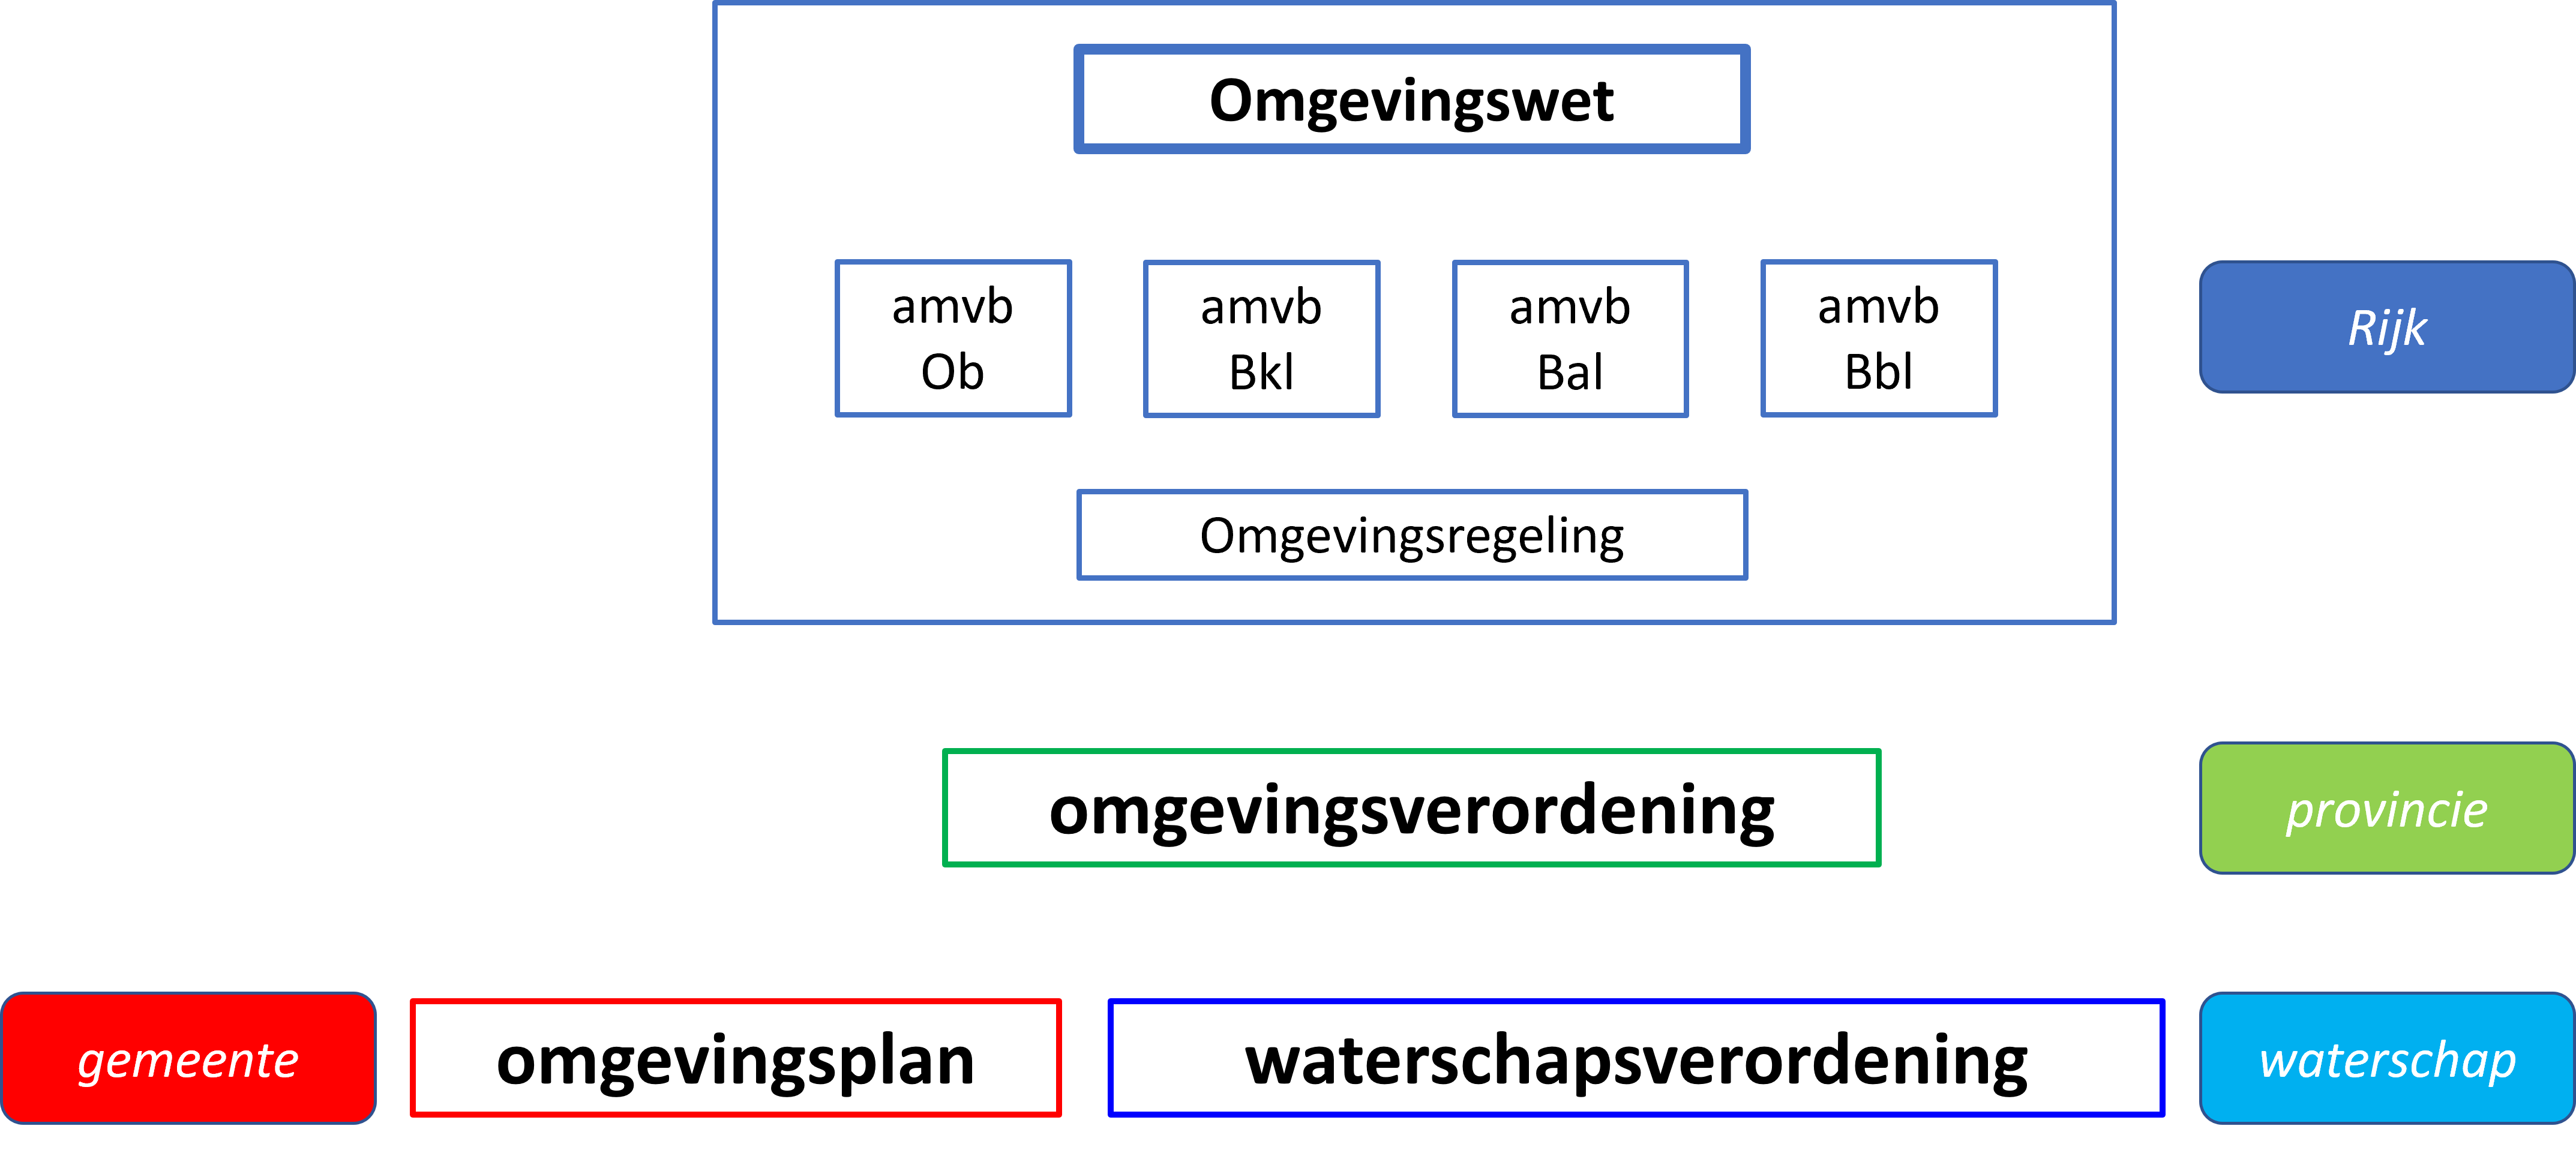 Omgevingswet
amvb
Ob
amvb
Bkl
amvb
Bal
amvb
Bbl
Rijk
Omgevingsregeling
omgevingsverordening
provincie
gemeente
omgevingsplan
waterschapsverordening
waterschap